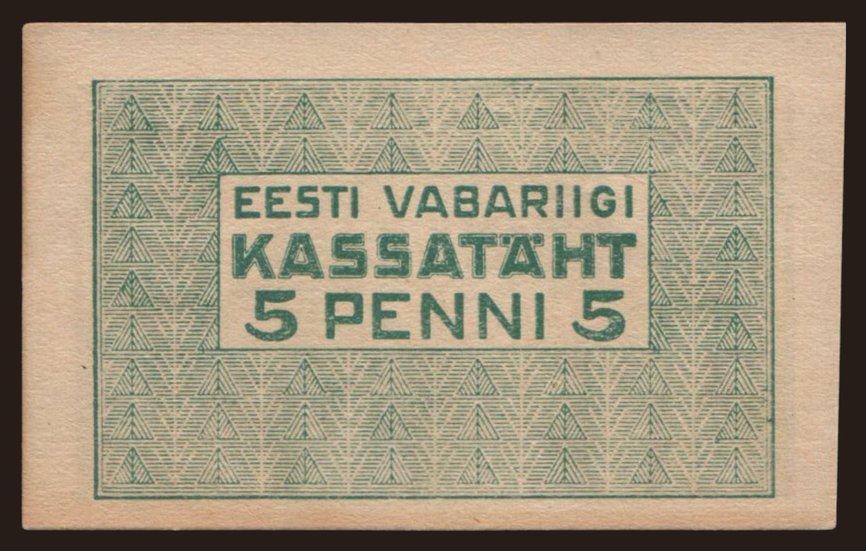 EESTI VABARIIGI
KASSATÄHT
5 PENNI 5